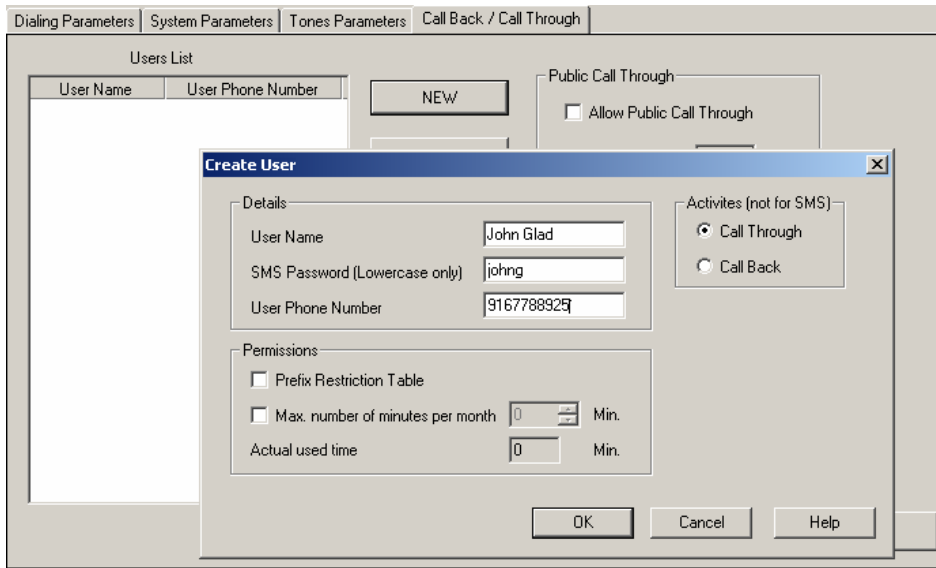 Dialing Parameters System Parameters Tones Parameters Call Back / Call Through
Users List
User Name User Phone Number
NEW
Public Call Through
Allow Public Call Through
Create User
Details
User Name John Glad
SMS Password (Lowercase only) johng
User Phone Number 9167788925
Activites (not for SMS)
Call Through
Call Back
Permissions
Prefix Restriction Table
Max. number of minutes per month 0 Min.
Actual used time 0 Min.
OK Cancel Help